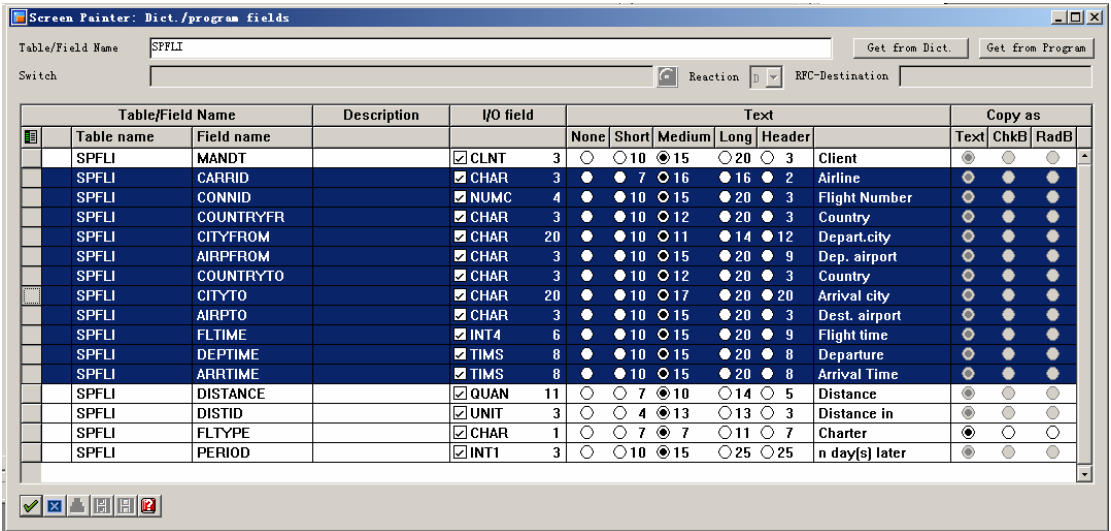 Screen Painter: Dict./program fields
Table/Field Name SPFLI Get from Dict. Get from Program
Switch Reaction D RFC-Destination
Table/Field Name Description I/O field Text Copy as
Table name Field name None Short Medium Long Header Text ChkB RadB
SPFLI MANDT CLNT 3 10 15 20 3 Client
SPFLI CARRID CHAR 3 7 16 16 2 Airline
SPFLI CONNID NUMC 4 10 15 20 3 Flight Number
SPFLI COUNTRYFR CHAR 3 10 12 20 3 Country
SPFLI CITYFROM CHAR 20 10 11 14 12 Depart.city
SPFLI AIRPFROM CHAR 3 10 15 20 9 Dep. airport
SPFLI COUNTRYTO CHAR 3 10 12 20 3 Country
SPFLI CITYTO CHAR 20 10 17 20 20 Arrival city
SPFLI AIRPTO CHAR 3 10 15 20 3 Dest. airport
SPFLI FLTIME INT4 6 10 15 20 9 Flight time
SPFLI DEPTIME TIMS 8 10 15 20 8 Departure
SPFLI ARRTIME TIMS 8 10 15 20 8 Arrival Time
SPFLI DISTANCE QUAN 11 7 10 14 5 Distance
SPFLI DISTID UNIT 3 4 13 13 3 Distance in
SPFLI FLTYPE CHAR 1 7 7 11 7 Charter
SPFLI PERIOD INT1 3 10 15 25 25 n day(s) later